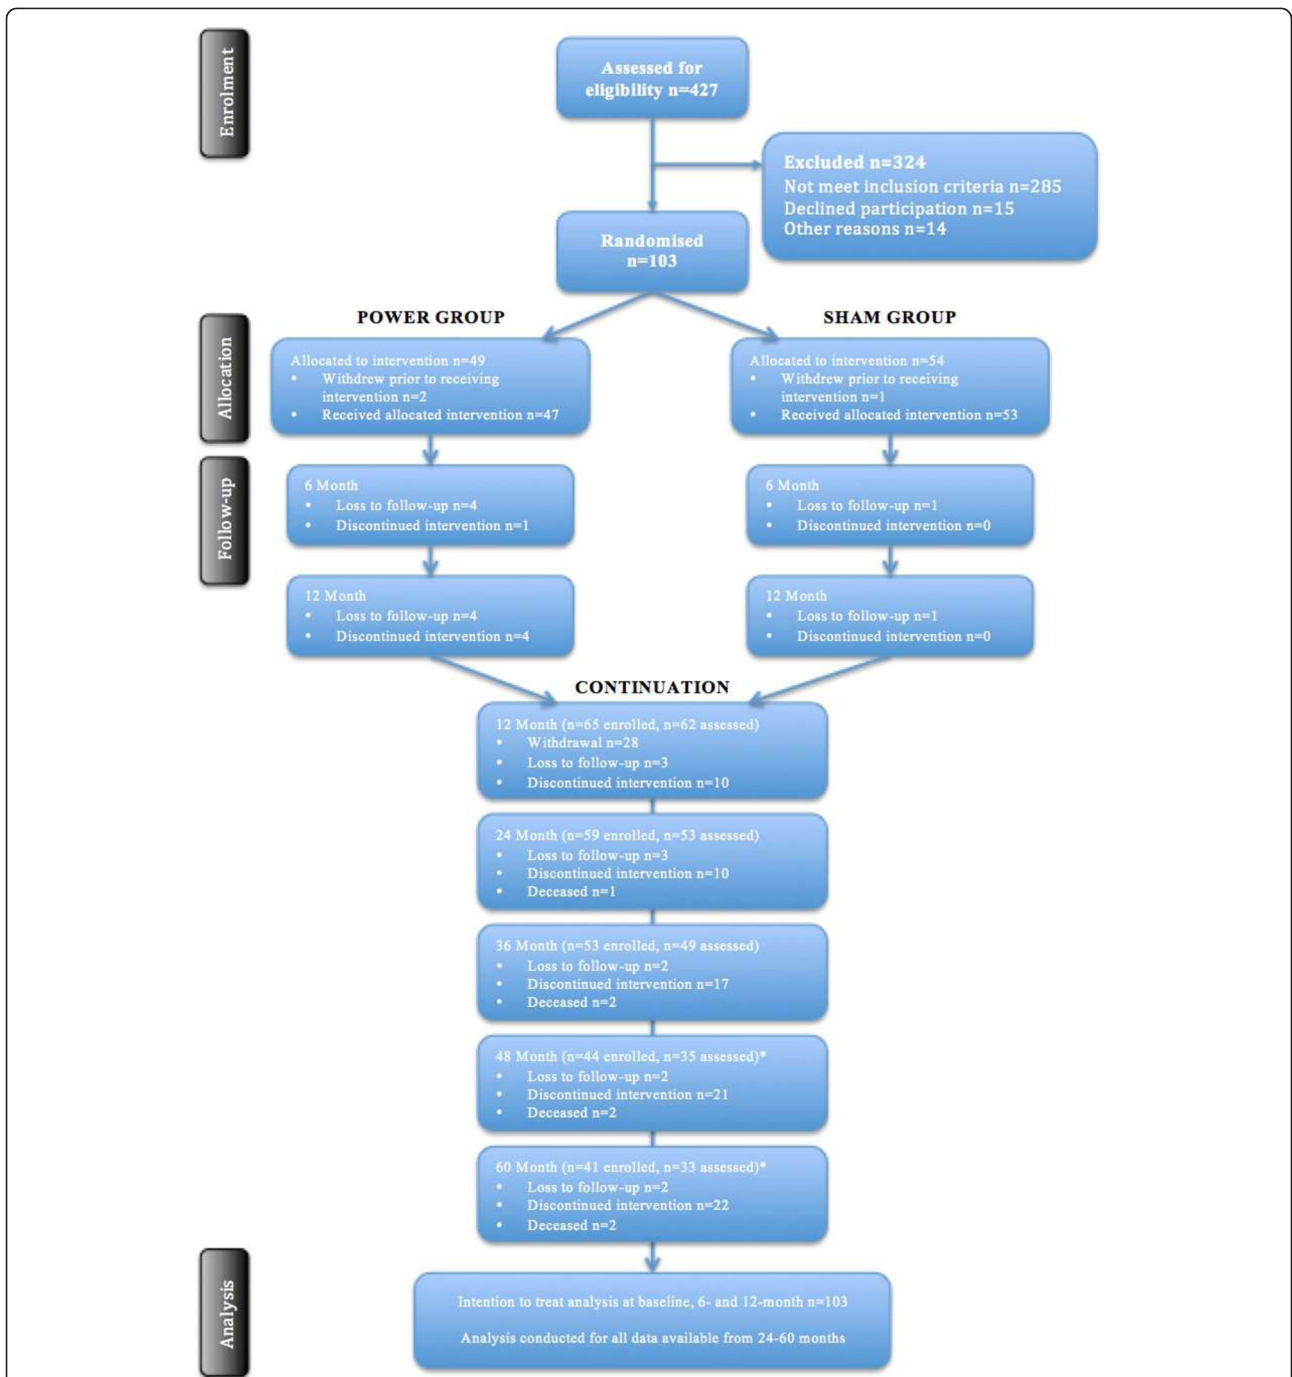 Enrolment
Assessed for
eligibility n=427
Excluded n=324
Not meet inclusion criteria n=285
Declined participation n=15
Other reasons n=14
Randomised
n=103
Allocation
POWER GROUP
Allocated to intervention n=49
• Withdrew prior to receiving
intervention n=2
• Received allocated intervention n=47
SHAM GROUP
Allocated to intervention n=54
• Withdrew prior to receiving
intervention n=1
• Received allocated intervention n=53
Follow-up
6 Month
• Loss to follow-up n=4
• Discontinued intervention n=1
6 Month
• Loss to follow-up n=1
• Discontinued intervention n=0
12 Month
• Loss to follow-up n=4
• Discontinued intervention n=4
12 Month
• Loss to follow-up n=1
• Discontinued intervention n=0
CONTINUATION
12 Month (n=65 enrolled, n=62 assessed)
• Withdrawal n=28
• Loss to follow-up n=3
• Discontinued intervention n=10
24 Month (n=59 enrolled, n=53 assessed)
• Loss to follow-up n=3
• Discontinued intervention n=10
• Deceased n=1
36 Month (n=53 enrolled, n=49 assessed)
• Loss to follow-up n=2
• Discontinued intervention n=17
• Deceased n=2
48 Month (n=44 enrolled, n=35 assessed)*
• Loss to follow-up n=2
• Discontinued intervention n=21
• Deceased n=2
60 Month (n=41 enrolled, n=33 assessed)*
• Loss to follow-up n=2
• Discontinued intervention n=22
• Deceased n=2
Analysis
Intention to treat analysis at baseline, 6- and 12-month n=103
Analysis conducted for all data available from 24-60 months